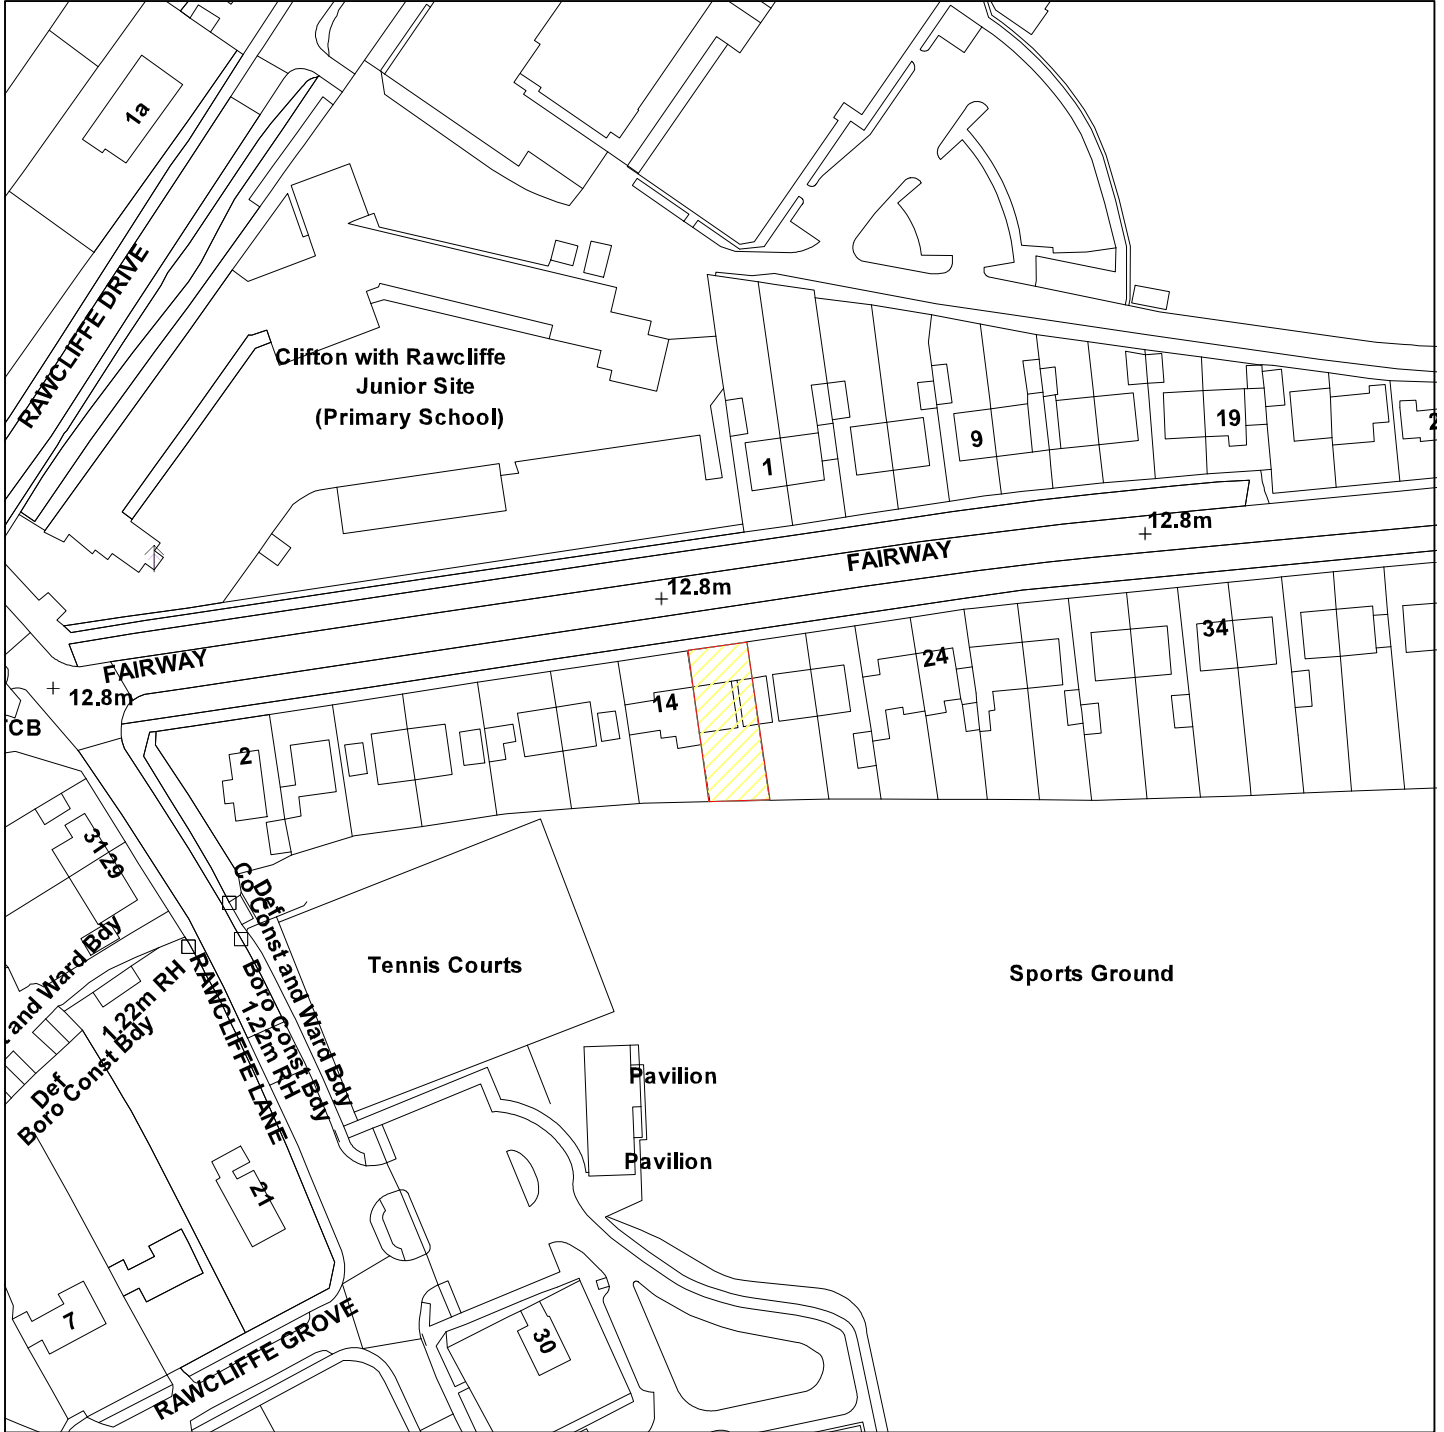 1a
RAWCLIFFE DRIVE
Clifton with Rawcliffe
Junior Site
(Primary School)
1
9
19
2
12.8m
FAIRWAY
12.8m
FAIRWAY
12.8m
CB
34
24
14
2
31
29
Def
Co Const and Ward Bdy
and Ward Bdy
1.22m RH
RAWCLIFFE LANE
Boro Const Bdy
1.22m RH
Def
Boro Const Bdy
Tennis Courts
Sports Ground
Pavilion
Pavilion
21
7
30
RAWCLIFFE GROVE